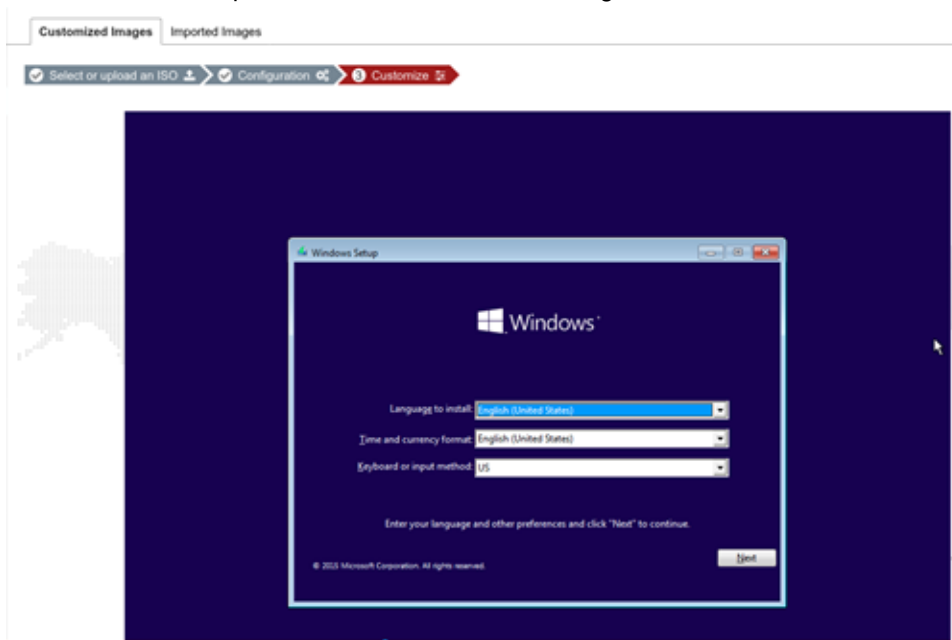 Customized Images Imported Images
Select or upload an ISO Configuration 3 Customize
Windows Setup
Windows
Language to install: English (United States)
Time and currency format: English (United States)
Keyboard or input method: US
Enter your language and other preferences and click "Next" to continue.
© 2015 Microsoft Corporation. All rights reserved.
Next